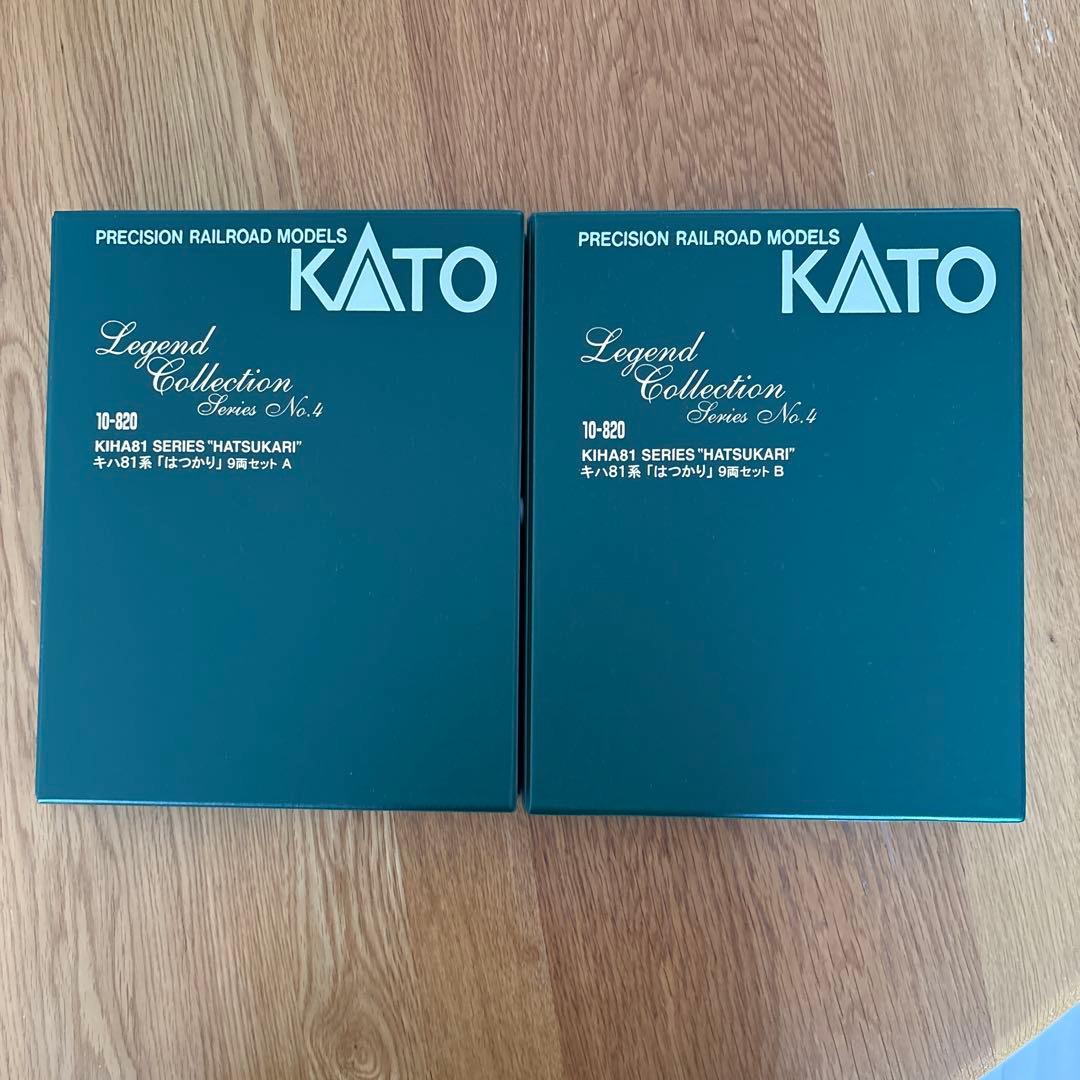 PRECISION RAILROAD MODELS
KATO
Legend
Collection
Series No.4
10-820
KIHA81 SERIES "HATSUKARI"
キハ81系「はつかり」9両セット A
PRECISION RAILROAD MODELS
KATO
Legend
Collection
Series No.4
10-820
KIHA81 SERIES "HATSUKARI"
キハ81系「はつかり」9両セット B